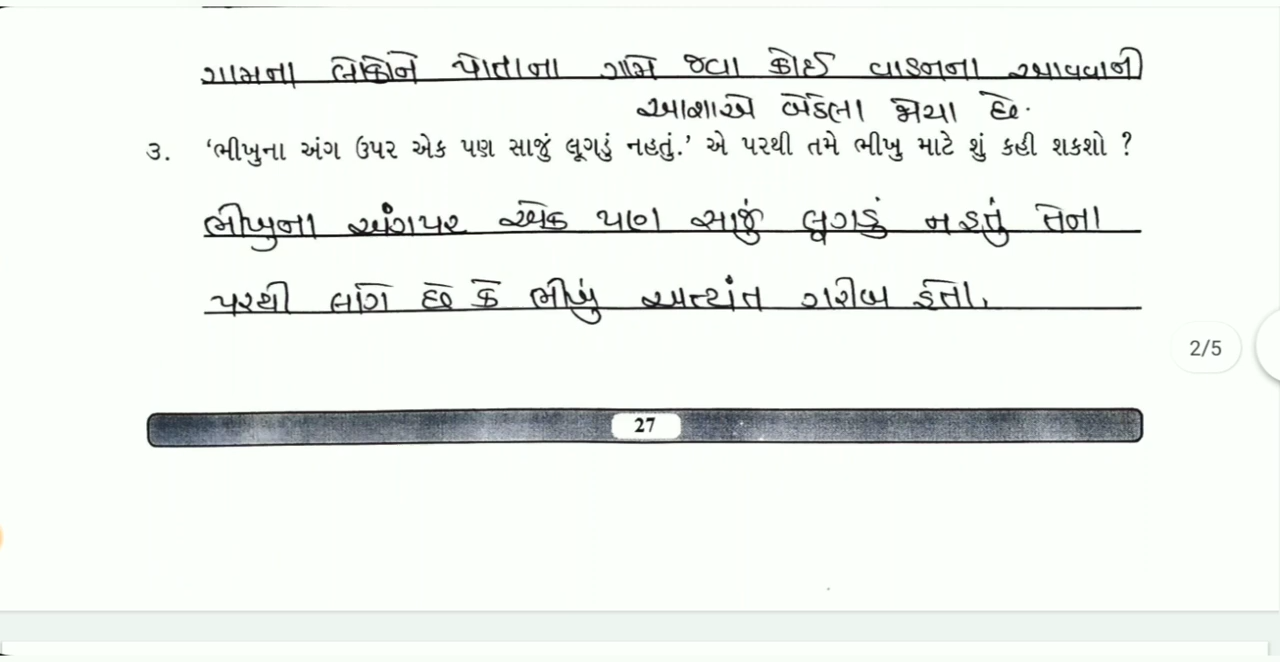 ગામના લોકોને પોતાના ગામ જવા કોઈ વાહનના આવવાની
આશાએ બેઠેલા જોયા છે.
૩. 'ભીખુના અંગ ઉપર એક પણ સાજું લૂગડું નહતું.' એ પરથી તમે ભીખુ માટે શું કહી શકશો ?
ભીખુના અંગપર એક પણ સાજું લૂગડું નહતું તેના
પરથી લાગે છે કે ભીખું અત્યંત ગરીબ હતા.
2/5
27